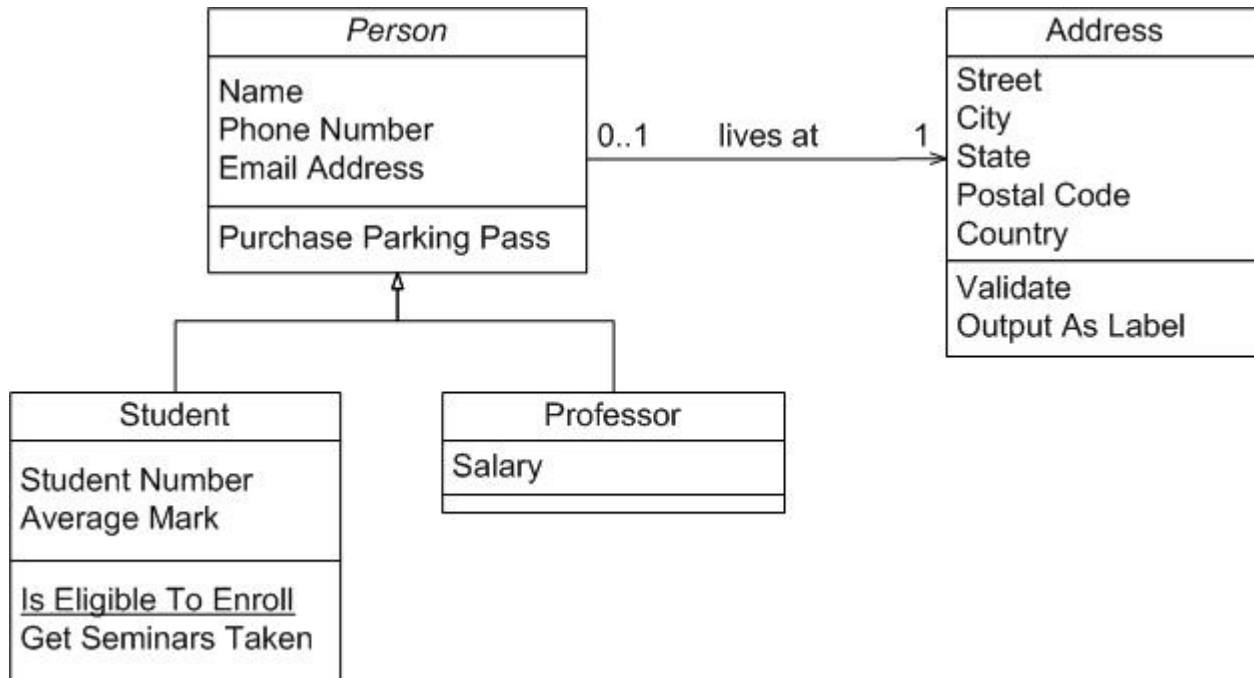 Person
Name
Phone Number
Email Address
Purchase Parking Pass
0..1 lives at 1
Address
Street
City
State
Postal Code
Country
Validate
Output As Label
Student
Student Number
Average Mark
Is Eligible To Enroll
Get Seminars Taken
Professor
Salary